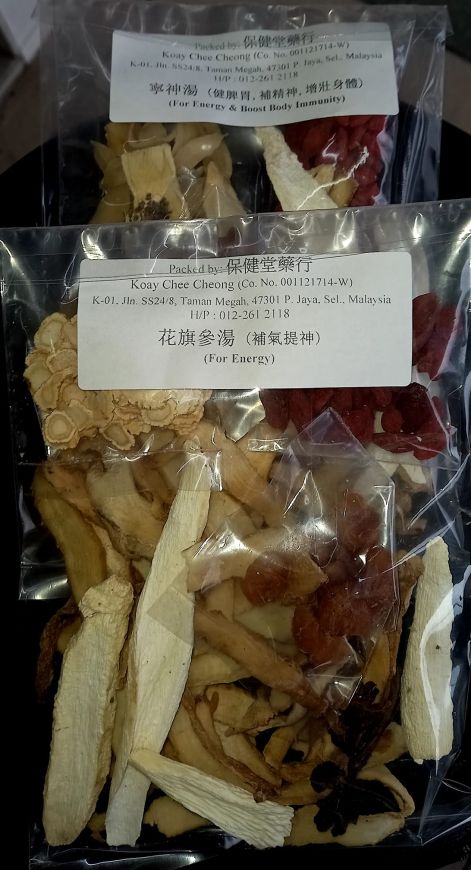 Packed by: 保健堂藥行
Koay Chee Cheong (Co. No. 001121714-W)
K-01, Jln. SS24/8, Taman Megah, 47301 P. Jaya, Sel., Malaysia
H/P : 012-261 2118
寧神湯 (健脾胃, 補精神, 增壯身體)
(For Energy & Boost Body Immunity)
Packed by: 保健堂藥行
Koay Chee Cheong (Co. No. 001121714-W)
K-01, Jln. SS24/8, Taman Megah, 47301 P. Jaya, Sel., Malaysia
H/P : 012-261 2118
花旗參湯 (補氣提神)
(For Energy)